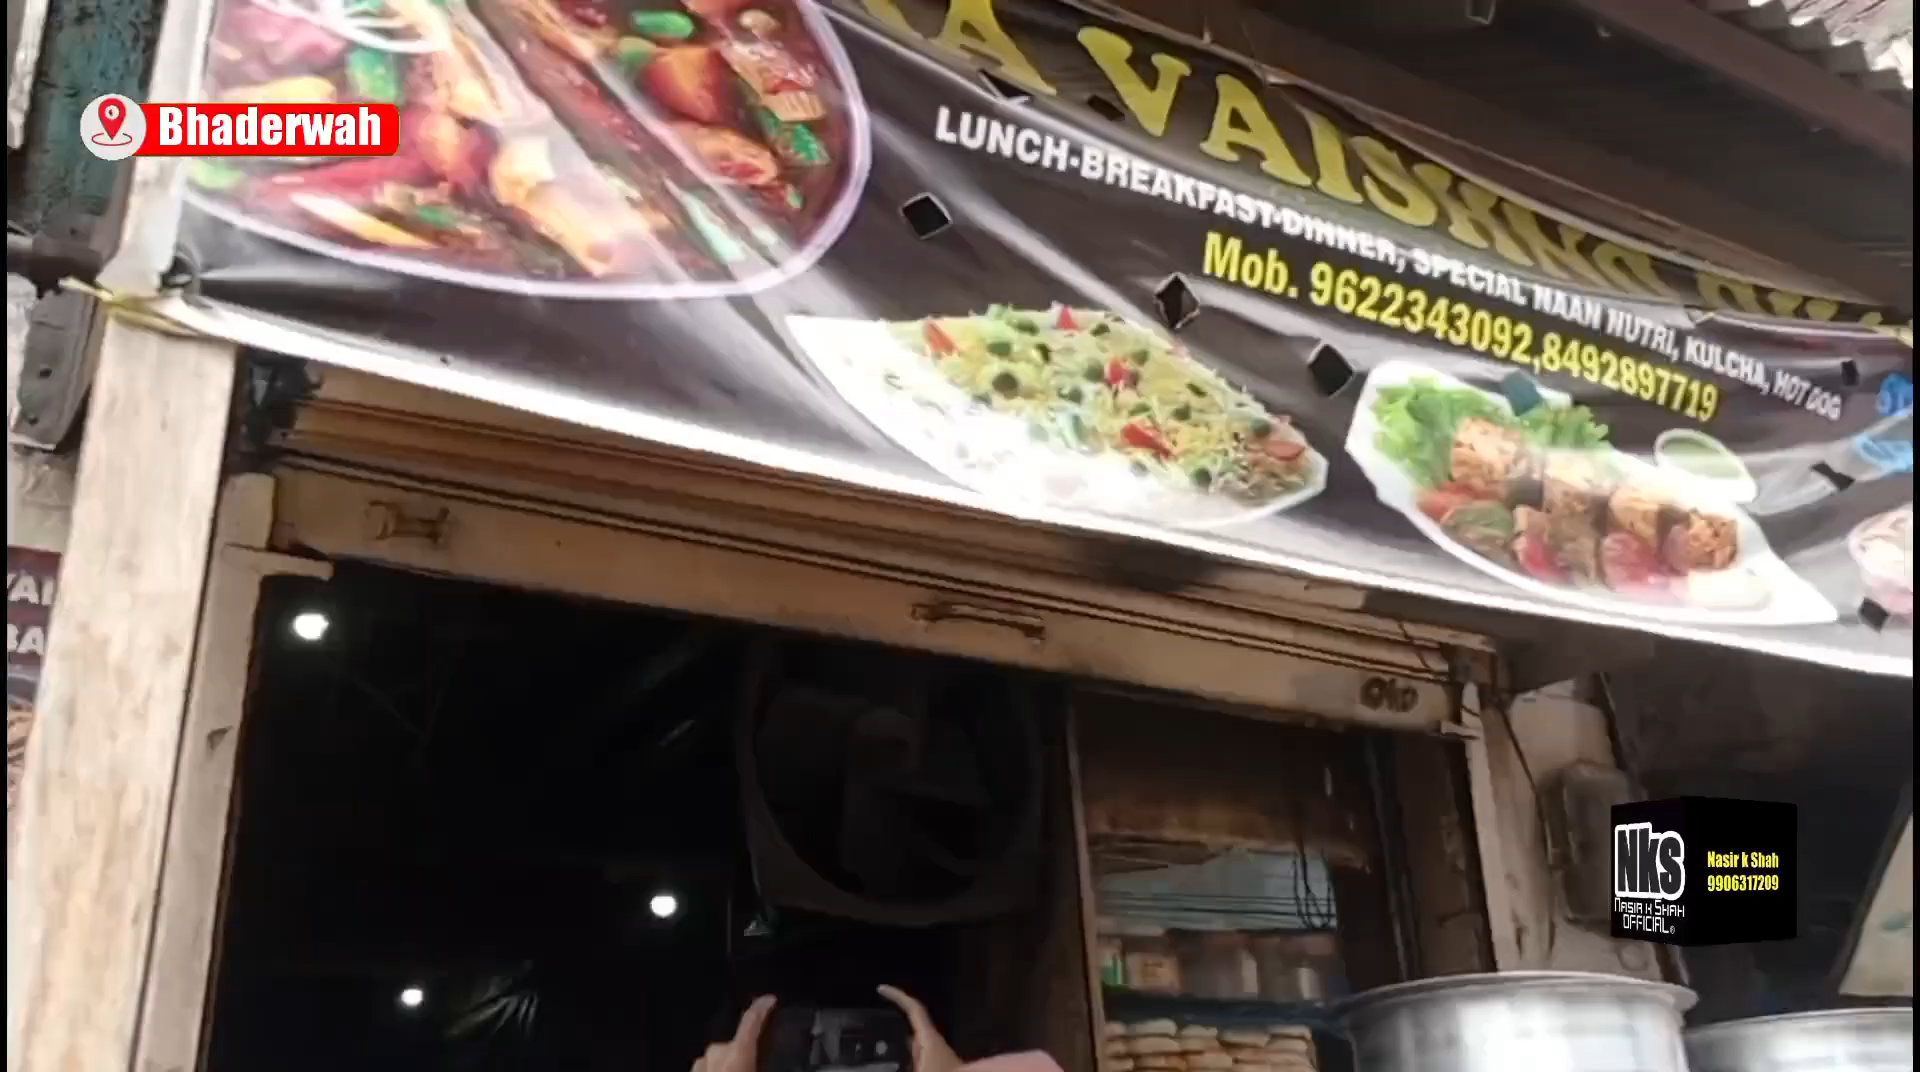 Bhaderwah
A VAISHNO
LUNCH·BREAKFAST·DINNER, SPECIAL NAAN NUTRI, KULCHA, HOT DOG
Mob. 9622343092,8492897719
NKS
NASIR K SHAH
OFFICIAL®
Nasir k Shah
9906317209